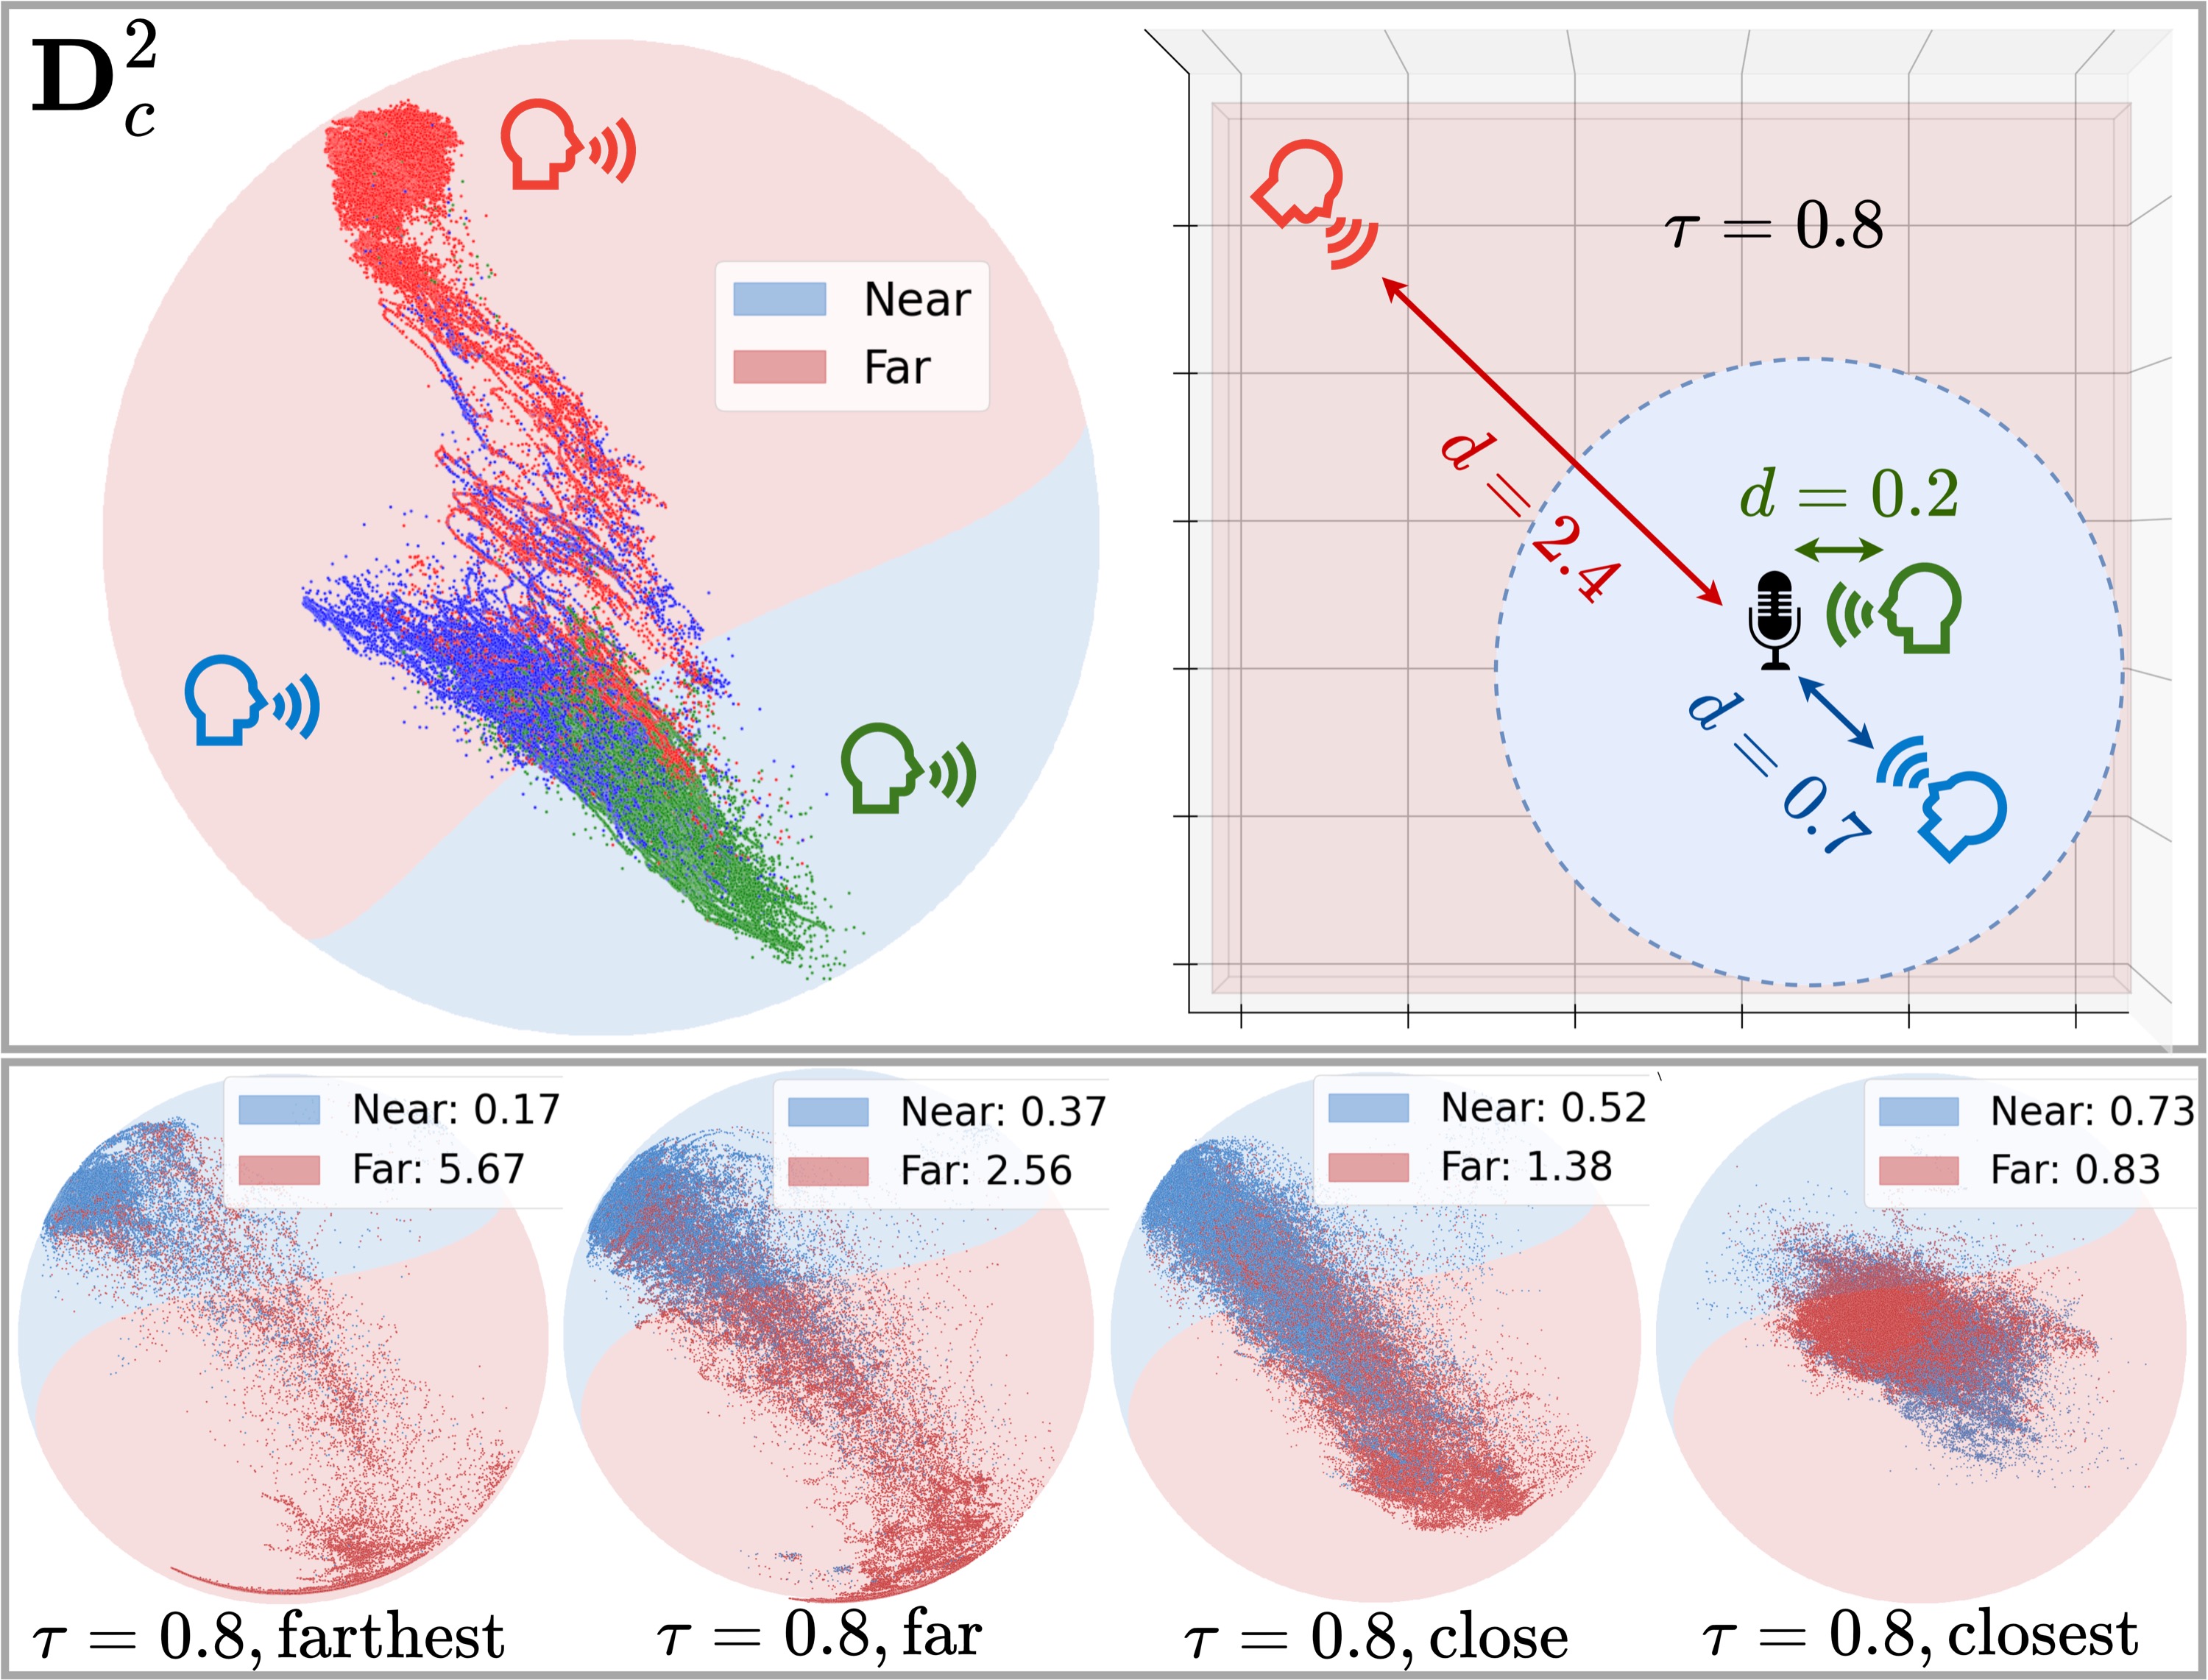 D²_c
Near
Far
τ = 0.8
d = 2.4
d = 0.2
d = 0.7
Near: 0.17
Far: 5.67
Near: 0.37
Far: 2.56
Near: 0.52
Far: 1.38
Near: 0.73
Far: 0.83
τ = 0.8, farthest
τ = 0.8, far
τ = 0.8, close
τ = 0.8, closest